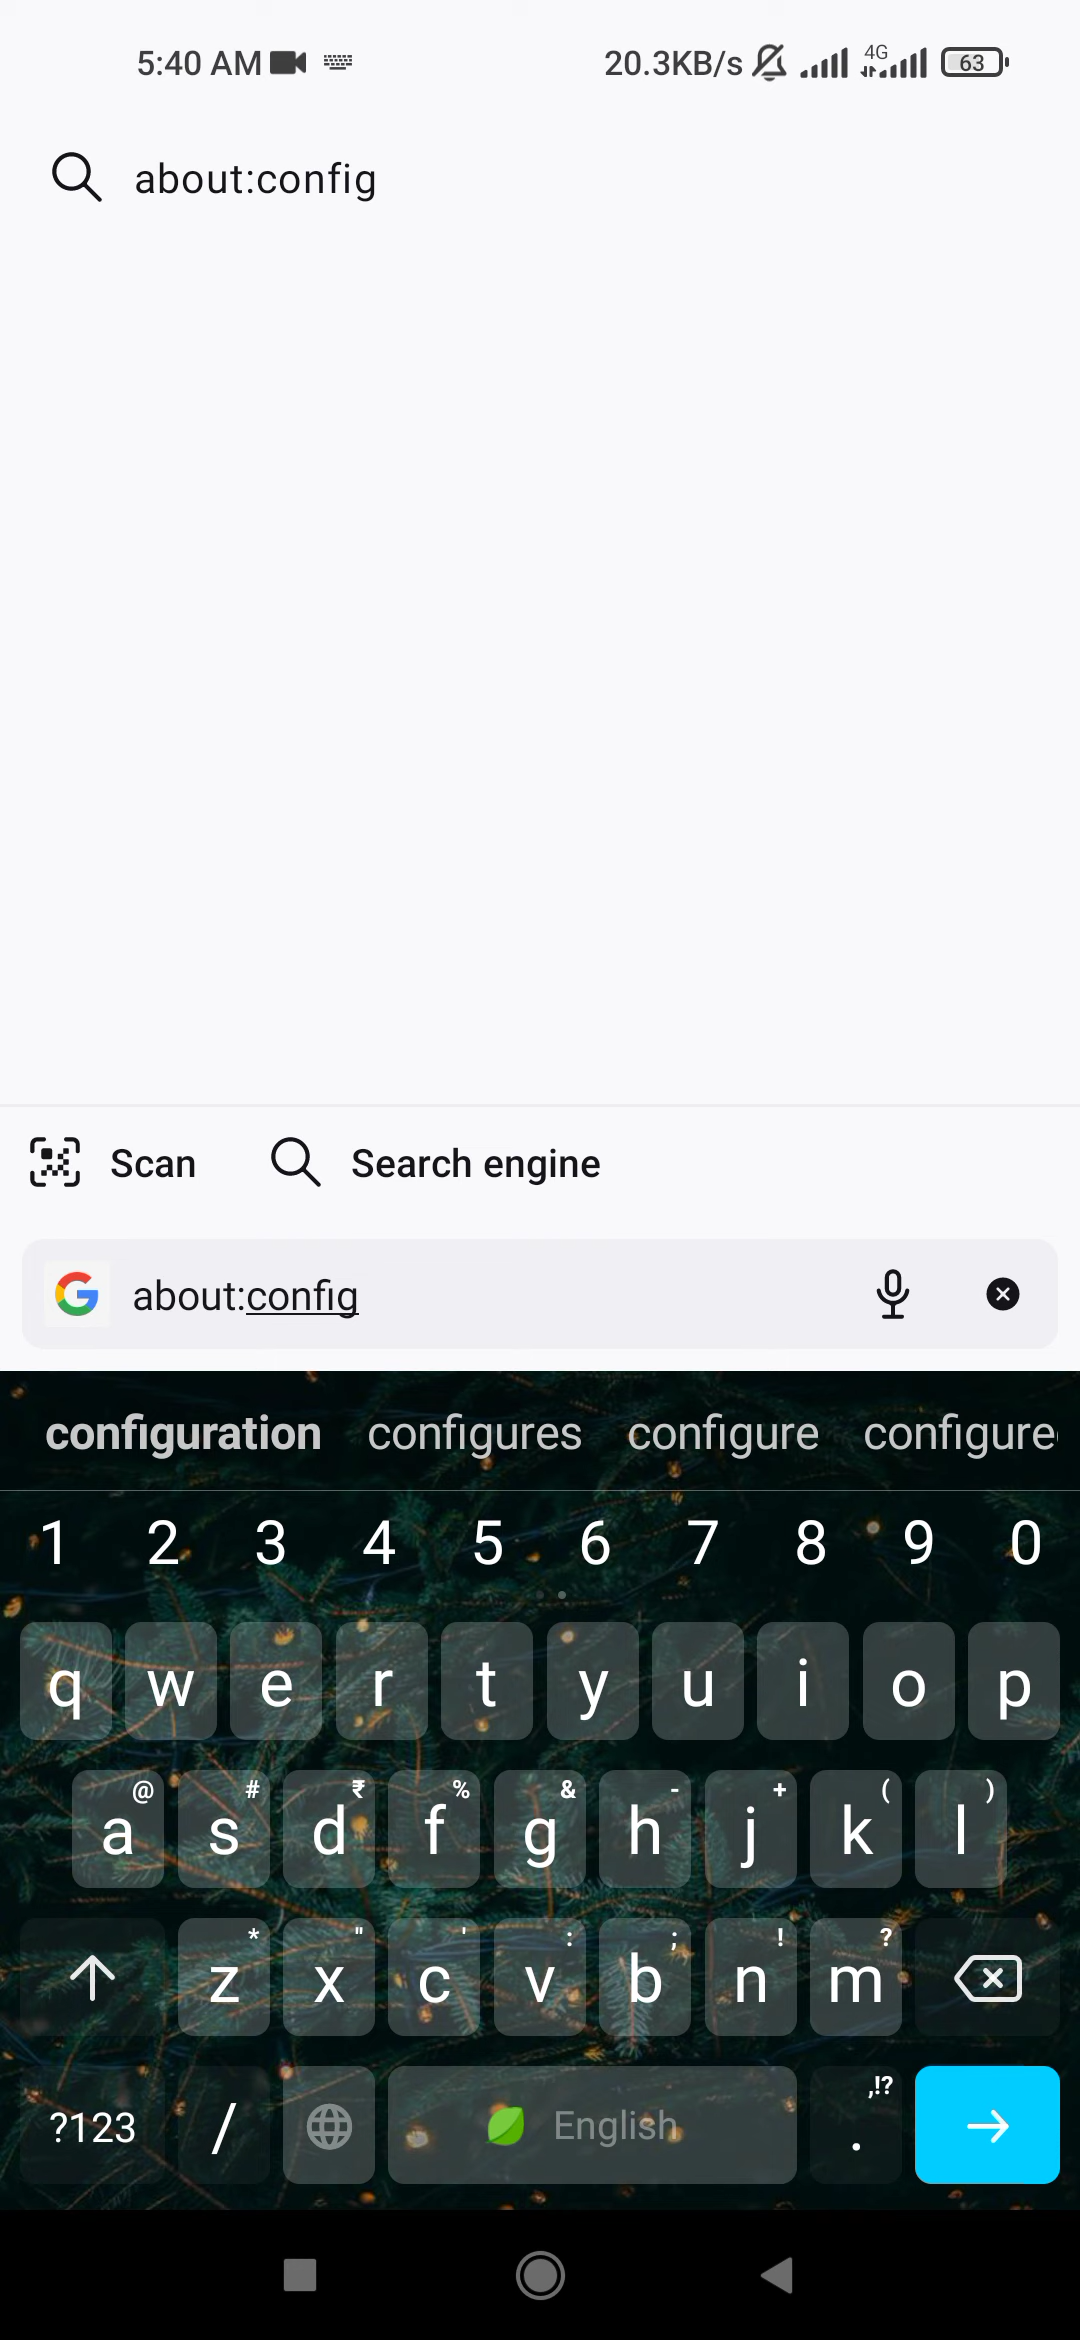 5:40 AM 20.3KB/s 4G 63
about:config
Scan Search engine
about:config
configuration configures configure configure
1 2 3 4 5 6 7 8 9 0
q w e r t y u i o p
@ # ₹ % & - + ( )
a s d f g h j k l
* " ' : ; ! ?
z x c v b n m
,!?
?123 / English .